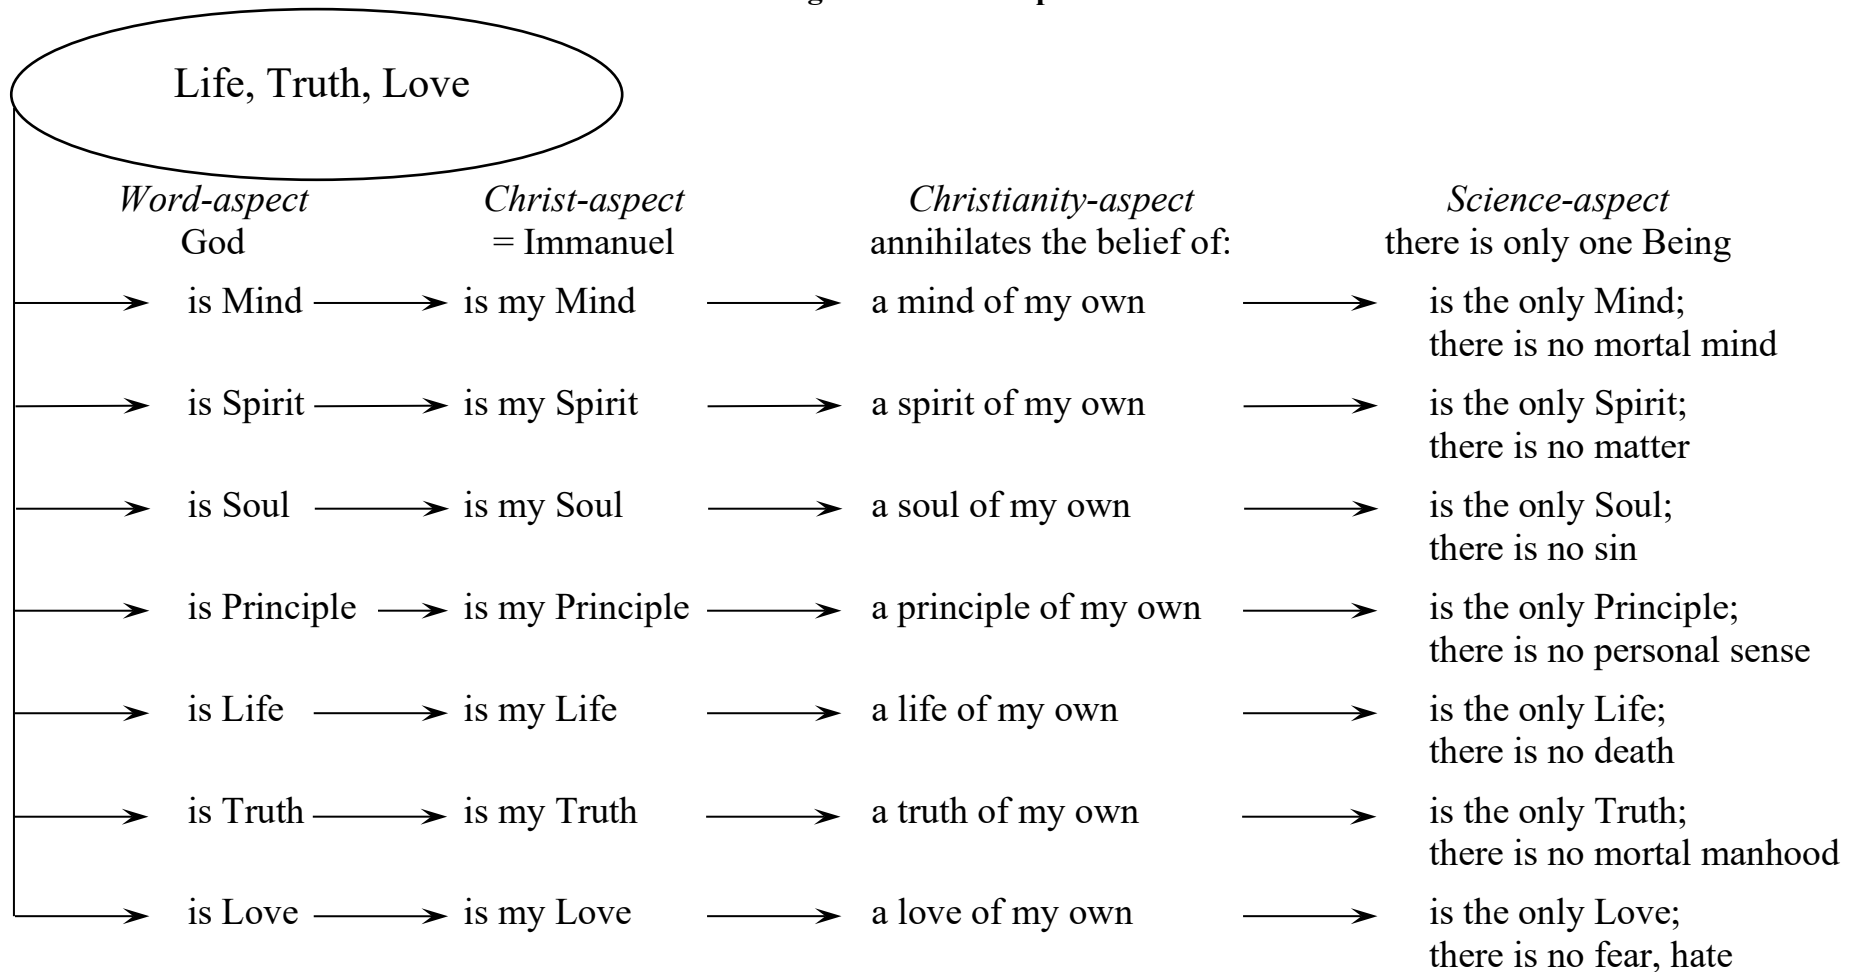 Life, Truth, Love
Word-aspect Christ-aspect Christianity-aspect Science-aspect
God = Immanuel annihilates the belief of: there is only one Being
is Mind is my Mind a mind of my own is the only Mind;
there is no mortal mind
is Spirit is my Spirit a spirit of my own is the only Spirit;
there is no matter
is Soul is my Soul a soul of my own is the only Soul;
there is no sin
is Principle is my Principle a principle of my own is the only Principle;
there is no personal sense
is Life is my Life a life of my own is the only Life;
there is no death
is Truth is my Truth a truth of my own is the only Truth;
there is no mortal manhood
is Love is my Love a love of my own is the only Love;
there is no fear, hate